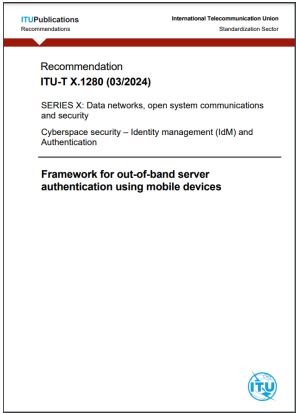 ITUPublications
International Telecommunication Union
Recommendations
Standardization Sector
Recommendation
ITU-T X.1280 (03/2024)
SERIES X: Data networks, open system communications
and security
Cyberspace security – Identity management (IdM) and
Authentication
Framework for out-of-band server
authentication using mobile devices
ITU